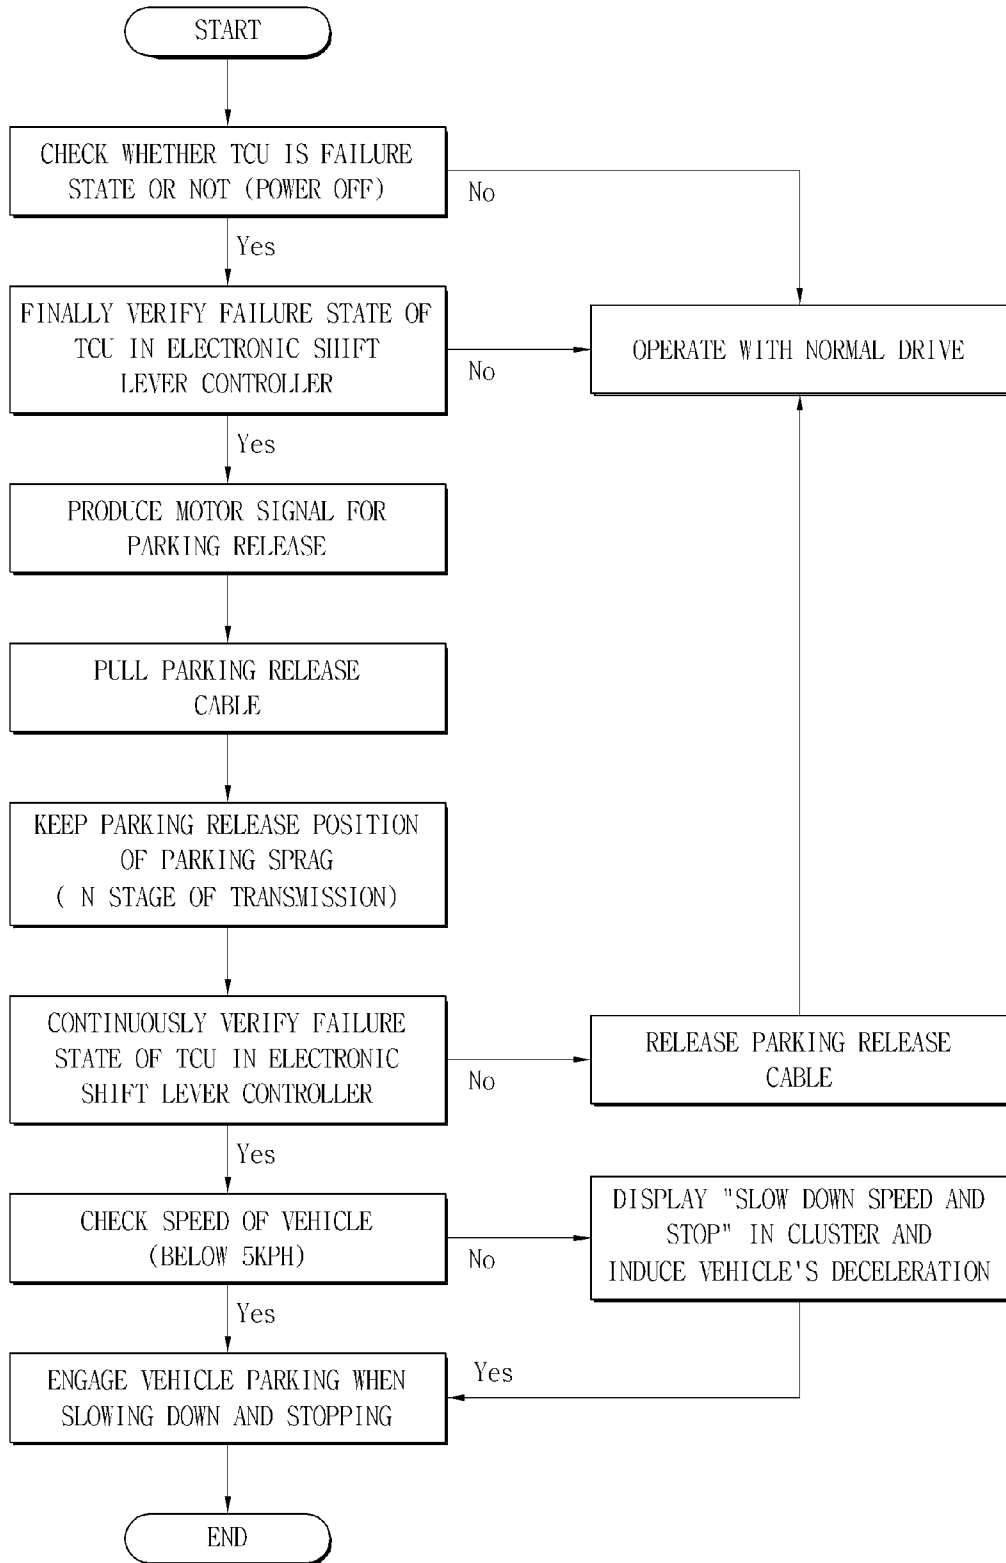 START
CHECK WHETHER TCU IS FAILURE
STATE OR NOT (POWER OFF)
No
Yes
FINALLY VERIFY FAILURE STATE OF
TCU IN ELECTRONIC SHIFT
LEVER CONTROLLER
No
OPERATE WITH NORMAL DRIVE
Yes
PRODUCE MOTOR SIGNAL FOR
PARKING RELEASE
PULL PARKING RELEASE
CABLE
KEEP PARKING RELEASE POSITION
OF PARKING SPRAG
( N STAGE OF TRANSMISSION)
CONTINUOUSLY VERIFY FAILURE
STATE OF TCU IN ELECTRONIC
SHIFT LEVER CONTROLLER
No
RELEASE PARKING RELEASE
CABLE
Yes
CHECK SPEED OF VEHICLE
(BELOW 5KPH)
No
DISPLAY "SLOW DOWN SPEED AND
STOP" IN CLUSTER AND
INDUCE VEHICLE'S DECELERATION
Yes
ENGAGE VEHICLE PARKING WHEN
SLOWING DOWN AND STOPPING
Yes
END